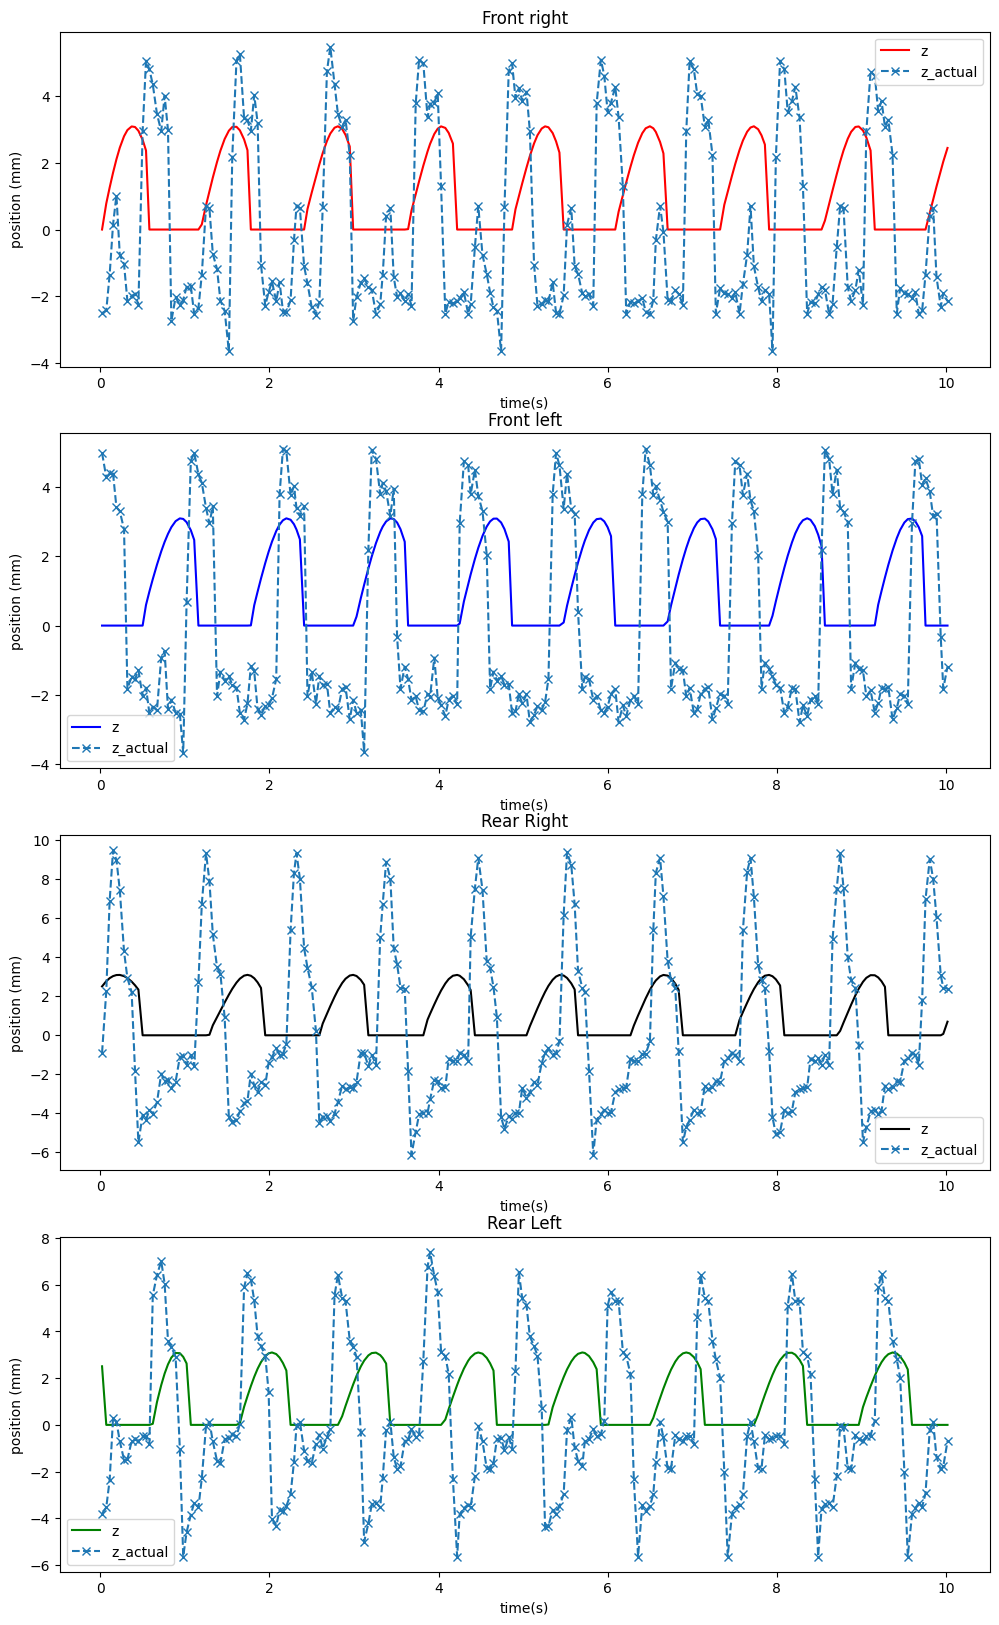 Front right
4
2
0
−2
−4
position (mm)
z
z_actual
0 2 4 6 8 10
time(s)
Front left
4
2
0
−2
−4
position (mm)
z
z_actual
0 2 4 6 8 10
time(s)
Rear Right
10
8
6
4
2
0
−2
−4
−6
position (mm)
z
z_actual
0 2 4 6 8 10
time(s)
Rear Left
8
6
4
2
0
−2
−4
−6
position (mm)
z
z_actual
0 2 4 6 8 10
time(s)